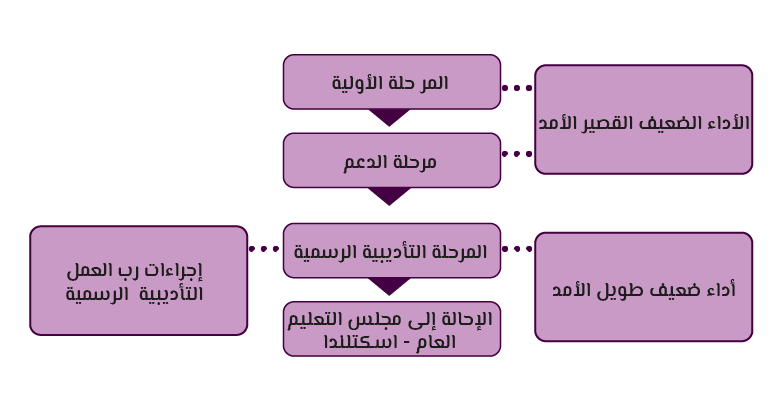 المر حلة الأولية
الأداء الضعيف القصير الأمد
مرحلة الدعم
المرحلة التأديبية الرسمية
إجراءات رب العمل
التأديبية الرسمية
أداء ضعيف طويل الأمد
الإحالة إلى مجلس التعليم
العام - اسكتلندا